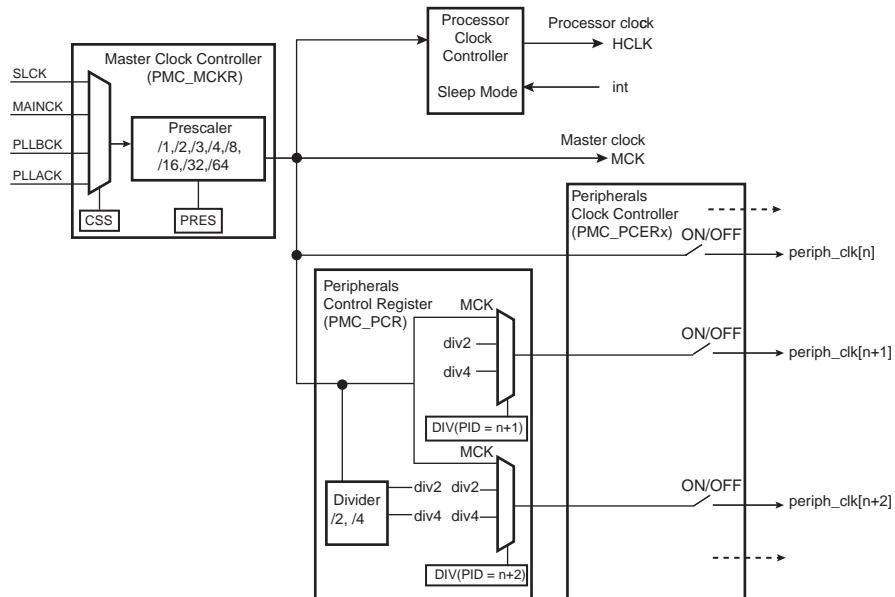 Processor
Clock
Controller
Sleep Mode
Processor clock
HCLK
int
Master Clock Controller
(PMC_MCKR)
SLCK
MAINCK
PLLBCK
PLLACK
Prescaler
/1,/2,/3,/4,/8,
/16,/32,/64
CSS
PRES
Master clock
MCK
Peripherals
Clock Controller
(PMC_PCERx)
ON/OFF
periph_clk[n]
Peripherals
Control Register
(PMC_PCR)
MCK
div2
div4
ON/OFF
periph_clk[n+1]
DIV(PID = n+1)
MCK
Divider
/2, /4
div2
div2
div4
div4
ON/OFF
periph_clk[n+2]
DIV(PID = n+2)